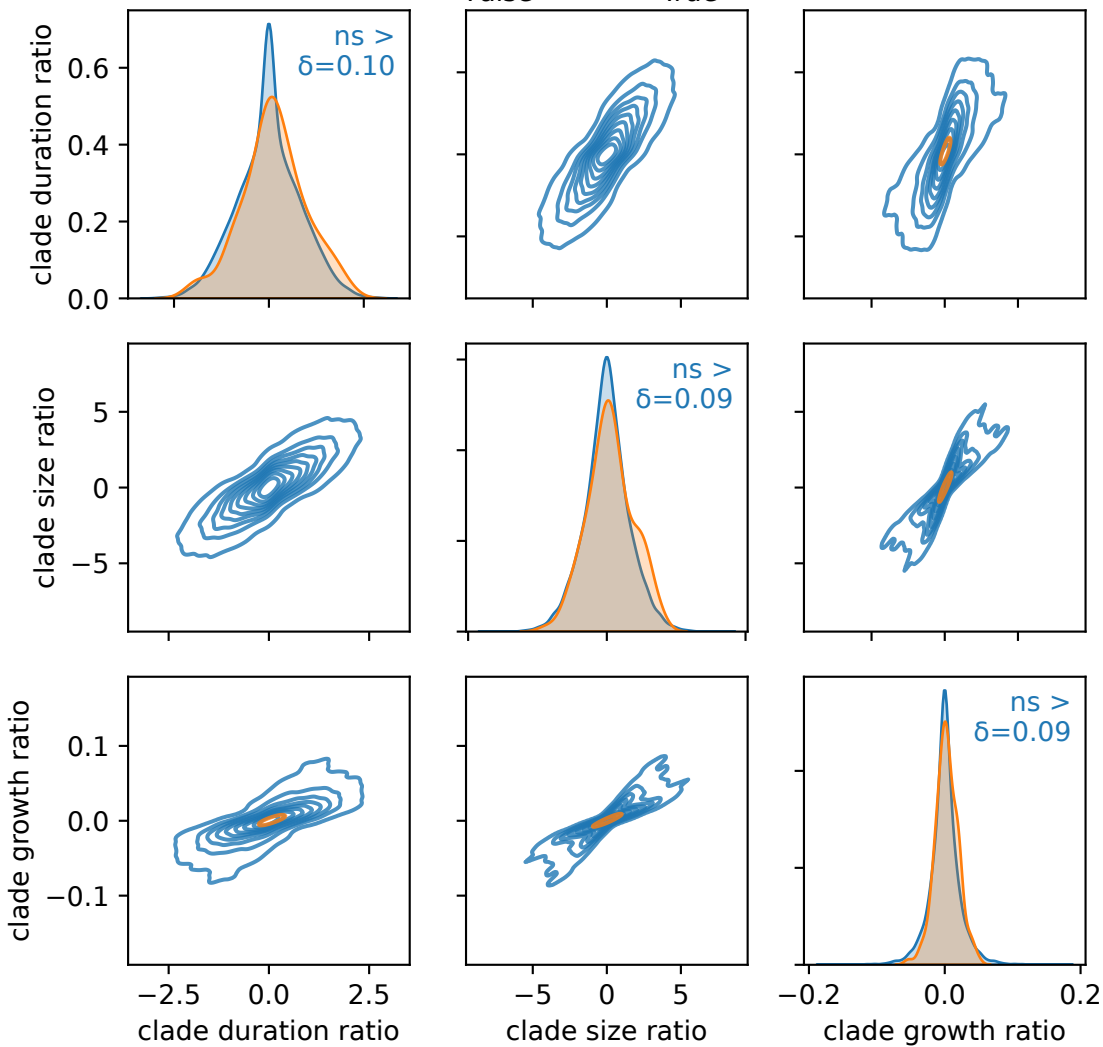 clade duration ratio
0.6
0.4
0.2
0.0
ns >
δ=0.10
clade size ratio
5
0
−5
ns >
δ=0.09
clade growth ratio
0.1
0.0
−0.1
ns >
δ=0.09
−2.5 0.0 2.5
−5 0 5
−0.2 0.0 0.2
clade duration ratio
clade size ratio
clade growth ratio